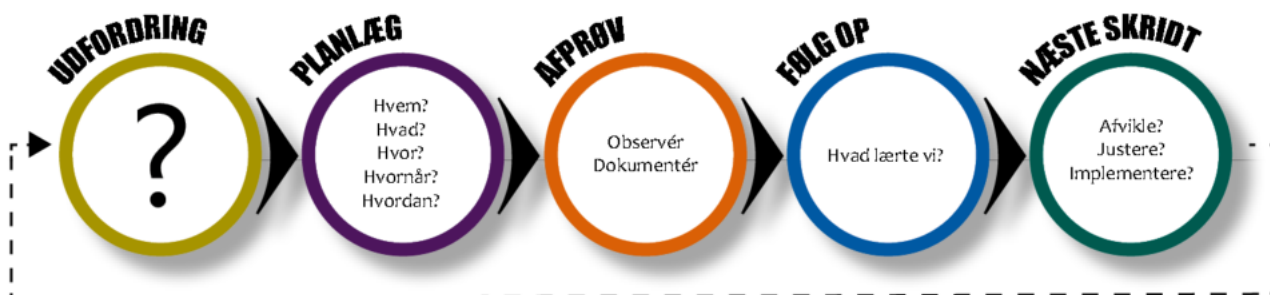 UDFORDRING
?
PLANLÆG
Hvem?
Hvad?
Hvor?
Hvornår?
Hvordan?
AFPRØV
Observér
Dokumentér
FØLG OP
Hvad lærte vi?
NÆSTE SKRIDT
Afvikle?
Justere?
Implementere?